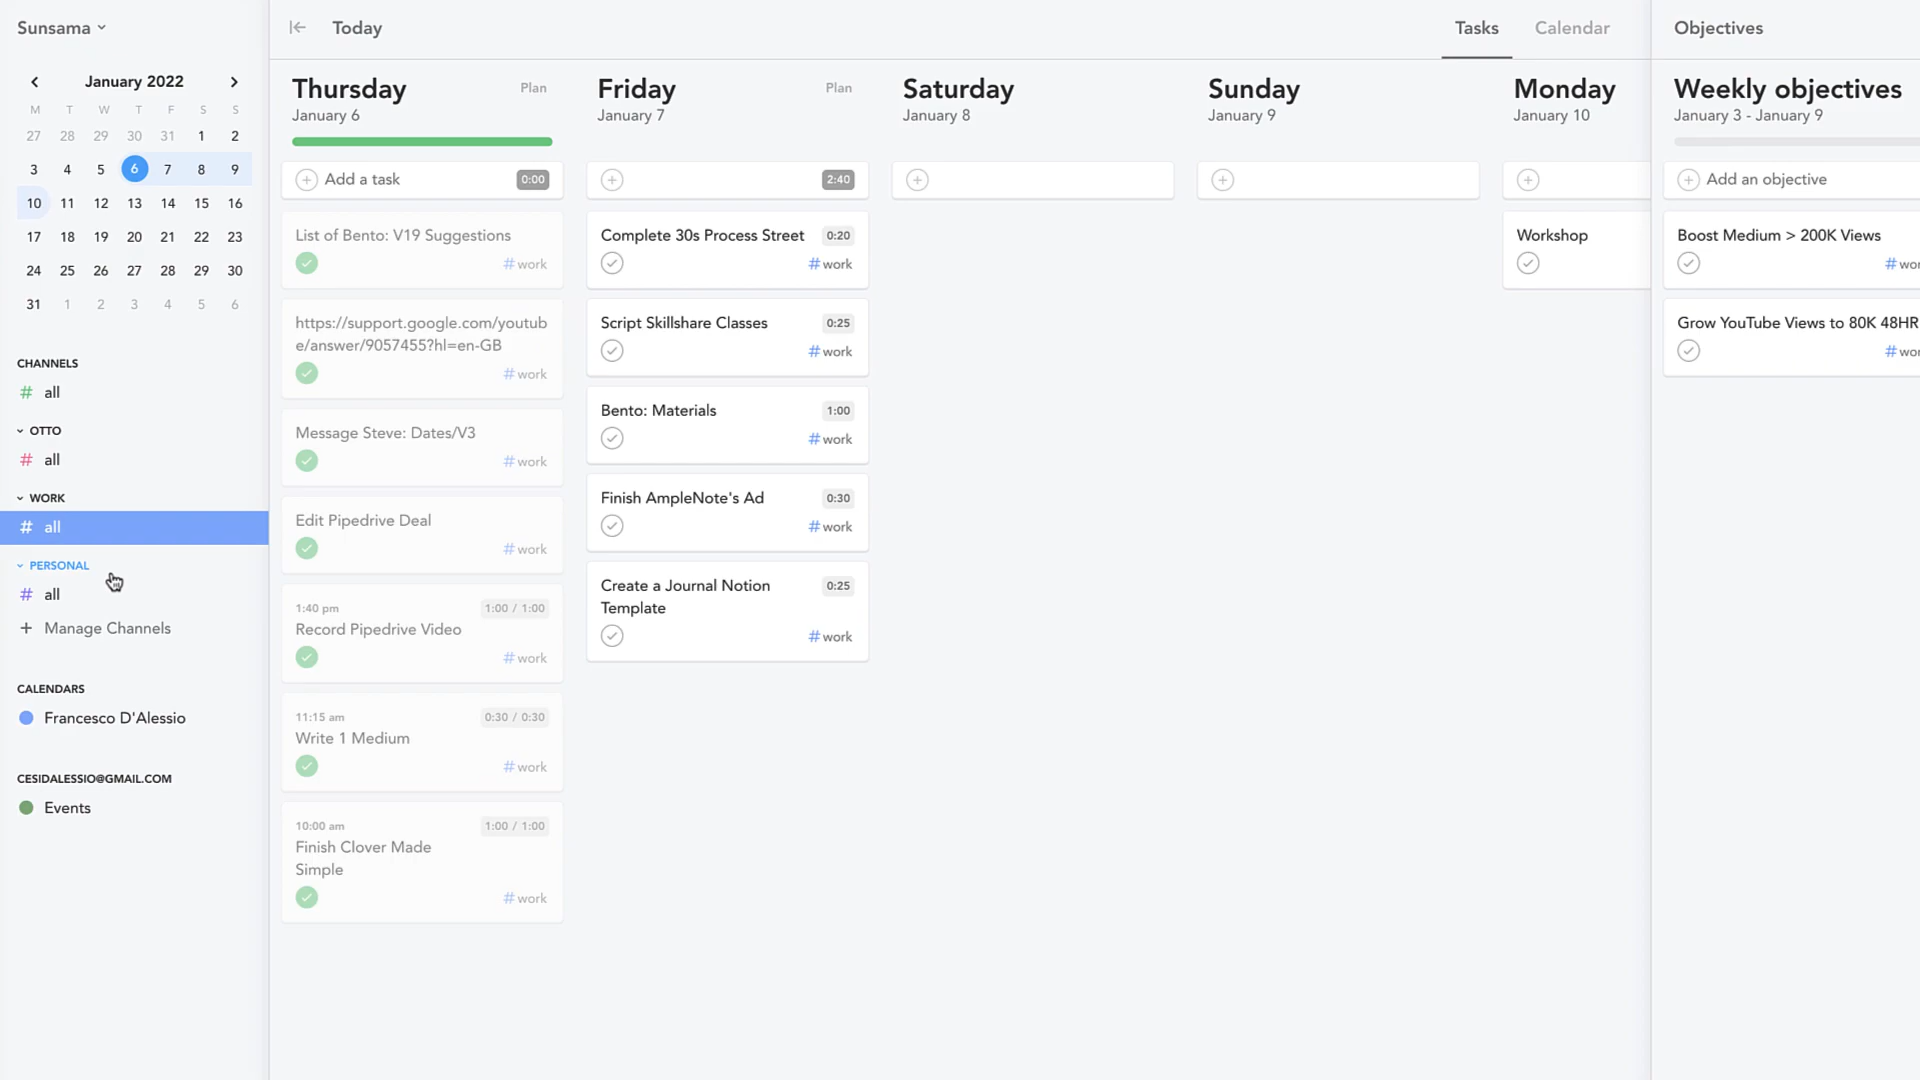 Sunsama
January 2022
M T W T F S S
27 28 29 30 31 1 2
3 4 5 6 7 8 9
10 11 12 13 14 15 16
17 18 19 20 21 22 23
24 25 26 27 28 29 30
31 1 2 3 4 5 6
CHANNELS
# all
OTTO
# all
WORK
# all
PERSONAL
# all
+ Manage Channels
CALENDARS
Francesco D'Alessio
CESIDALESSIO@GMAIL.COM
Events
Today
Tasks
Calendar
Thursday
Plan
January 6
Add a task
0:00
List of Bento: V19 Suggestions
#work
https://support.google.com/youtub
e/answer/9057455?hl=en-GB
#work
Message Steve: Dates/V3
#work
Edit Pipedrive Deal
#work
1:40 pm
1:00 / 1:00
Record Pipedrive Video
#work
11:15 am
0:30 / 0:30
Write 1 Medium
#work
10:00 am
1:00 / 1:00
Finish Clover Made
Simple
#work
Friday
Plan
January 7
2:40
Complete 30s Process Street
0:20
#work
Script Skillshare Classes
0:25
#work
Bento: Materials
1:00
#work
Finish AmpleNote's Ad
0:30
#work
Create a Journal Notion
Template
0:25
#work
Saturday
January 8
Sunday
January 9
Monday
January 10
Workshop
Objectives
Weekly objectives
January 3 - January 9
Add an objective
Boost Medium > 200K Views
#wor
Grow YouTube Views to 80K 48HR
#wor